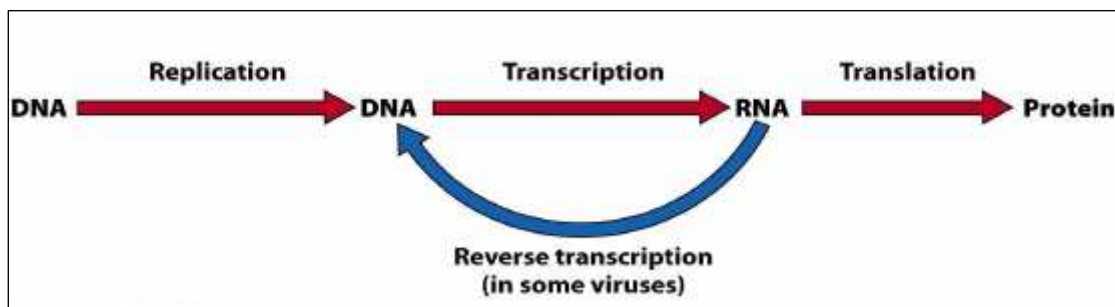 Replication Transcription Translation
DNA DNA RNA Protein
Reverse transcription
(in some viruses)